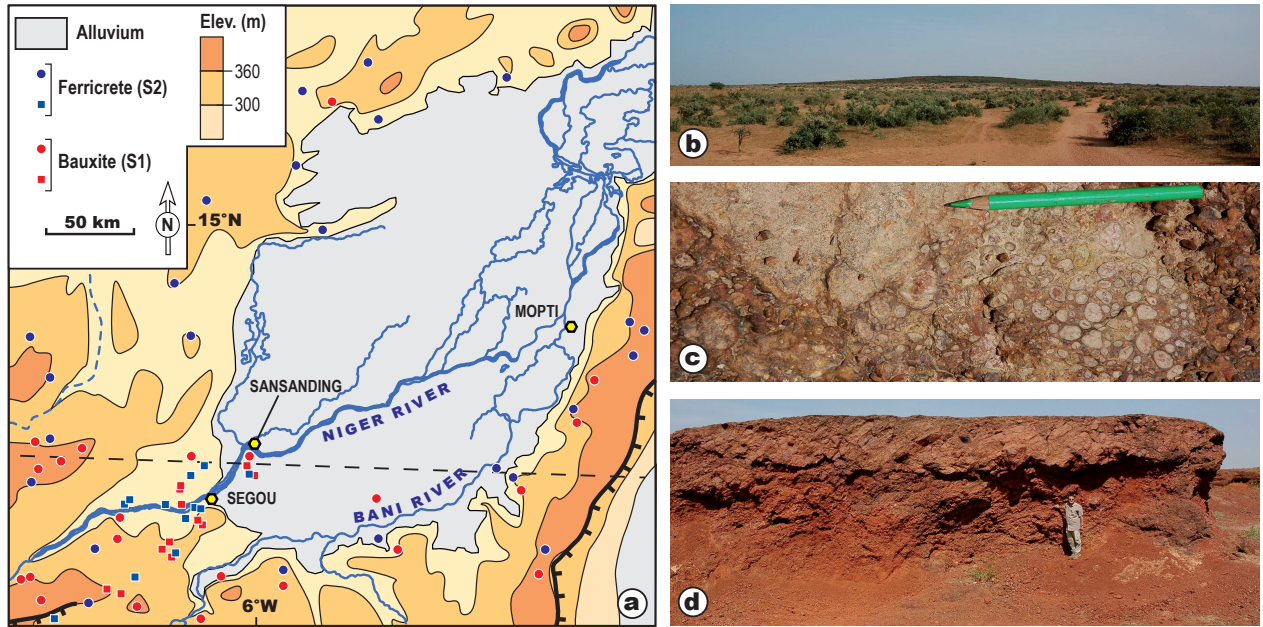 Alluvium
Ferricrete (S2)
Bauxite (S1)
50 km
N
Elev. (m)
360
300
15°N
MOPTI
SANSANDING
NIGER RIVER
SEGOU
BANI RIVER
6°W
a
b
c
d